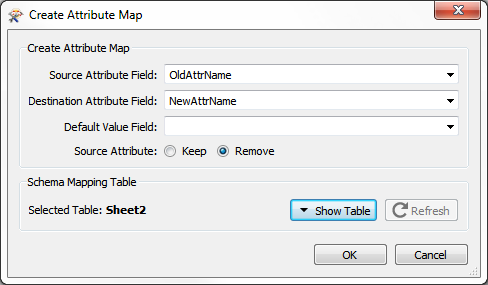 Create Attribute Map
Create Attribute Map
Source Attribute Field: OldAttrName
Destination Attribute Field: NewAttrName
Default Value Field:
Source Attribute: Keep Remove
Schema Mapping Table
Selected Table: Sheet2 Show Table Refresh
OK Cancel